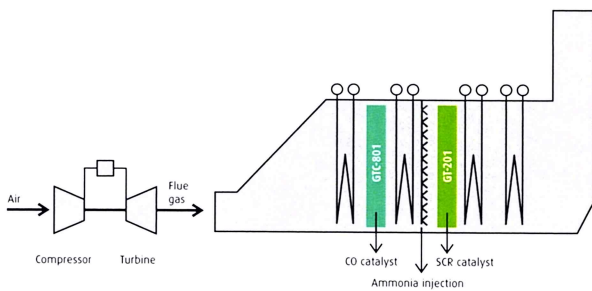 GTC-801
GT-201
Air
Flue
gas
Compressor
Turbine
CO catalyst
SCR catalyst
Ammonia injection